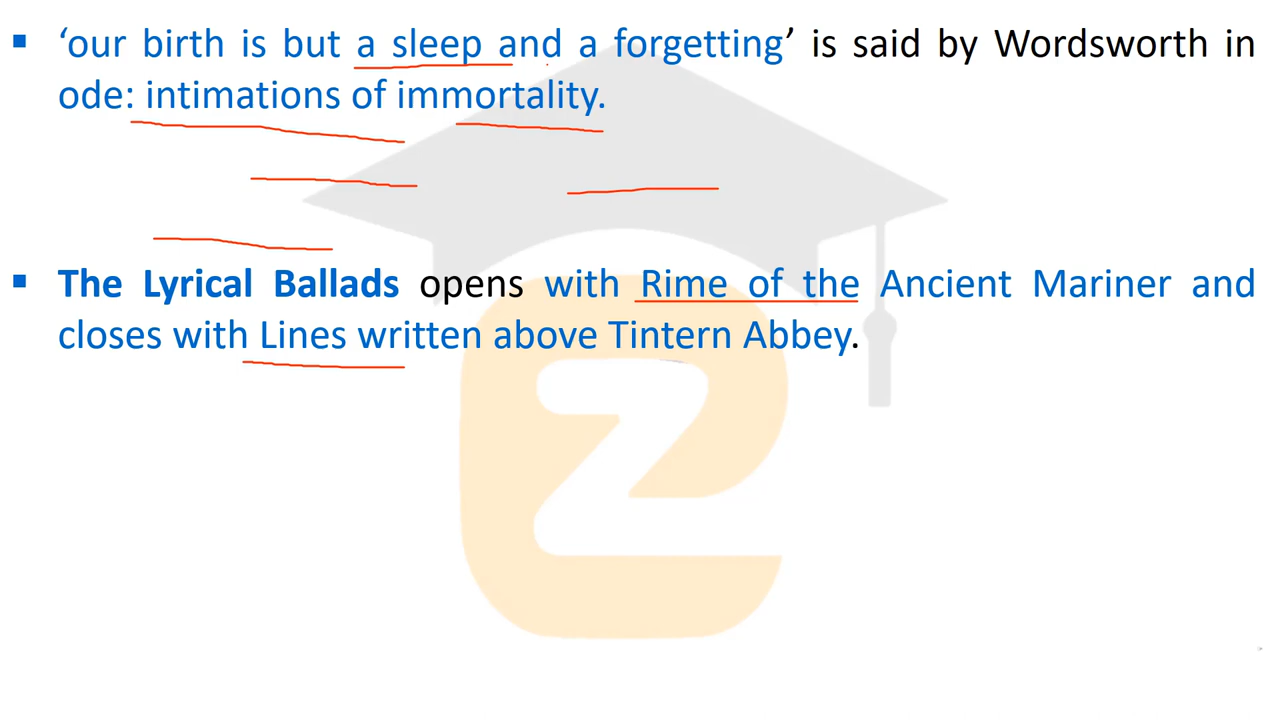 ▪ ‘our birth is but a sleep and a forgetting’ is said by Wordsworth in
ode: intimations of immortality.
▪ The Lyrical Ballads opens with Rime of the Ancient Mariner and
closes with Lines written above Tintern Abbey.